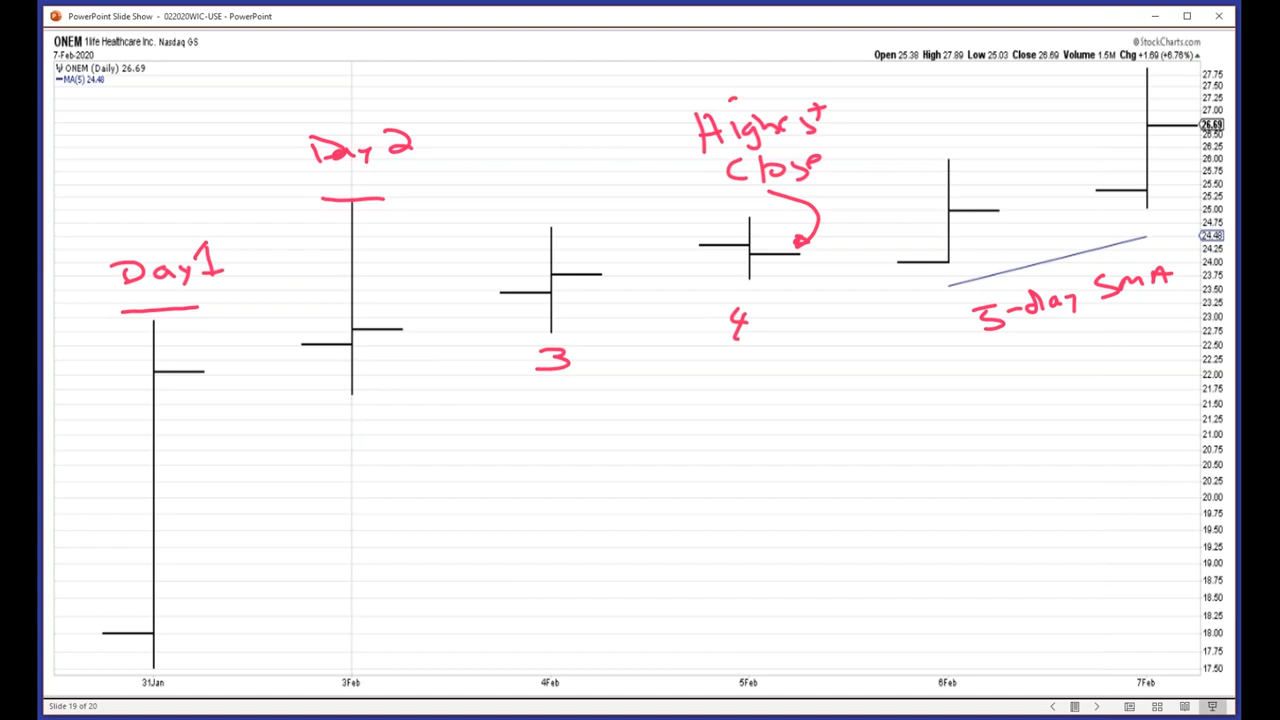 PowerPoint Slide Show - 022020WIC-USE - PowerPoint
ONEM 1life Healthcare Inc. Nasdaq GS
©StockCharts.com
7-Feb-2020
Open 25.38 High 27.89 Low 25.03 Close 26.69 Volume 1.5M Chg +1.69 (+6.76%)
ONEM (Daily) 26.69
MA(5) 24.48
Day 1
Day 2
3
Highest
Close
4
5-day SMA
27.75
27.50
27.25
27.00
26.75
26.69
26.50
26.25
26.00
25.75
25.50
25.25
25.00
24.75
24.48
24.25
24.00
23.75
23.50
23.25
23.00
22.75
22.50
22.25
22.00
21.75
21.50
21.25
21.00
20.75
20.50
20.25
20.00
19.75
19.50
19.25
19.00
18.75
18.50
18.25
18.00
17.75
17.50
31Jan
3Feb
4Feb
5Feb
6Feb
7Feb
Slide 19 of 20